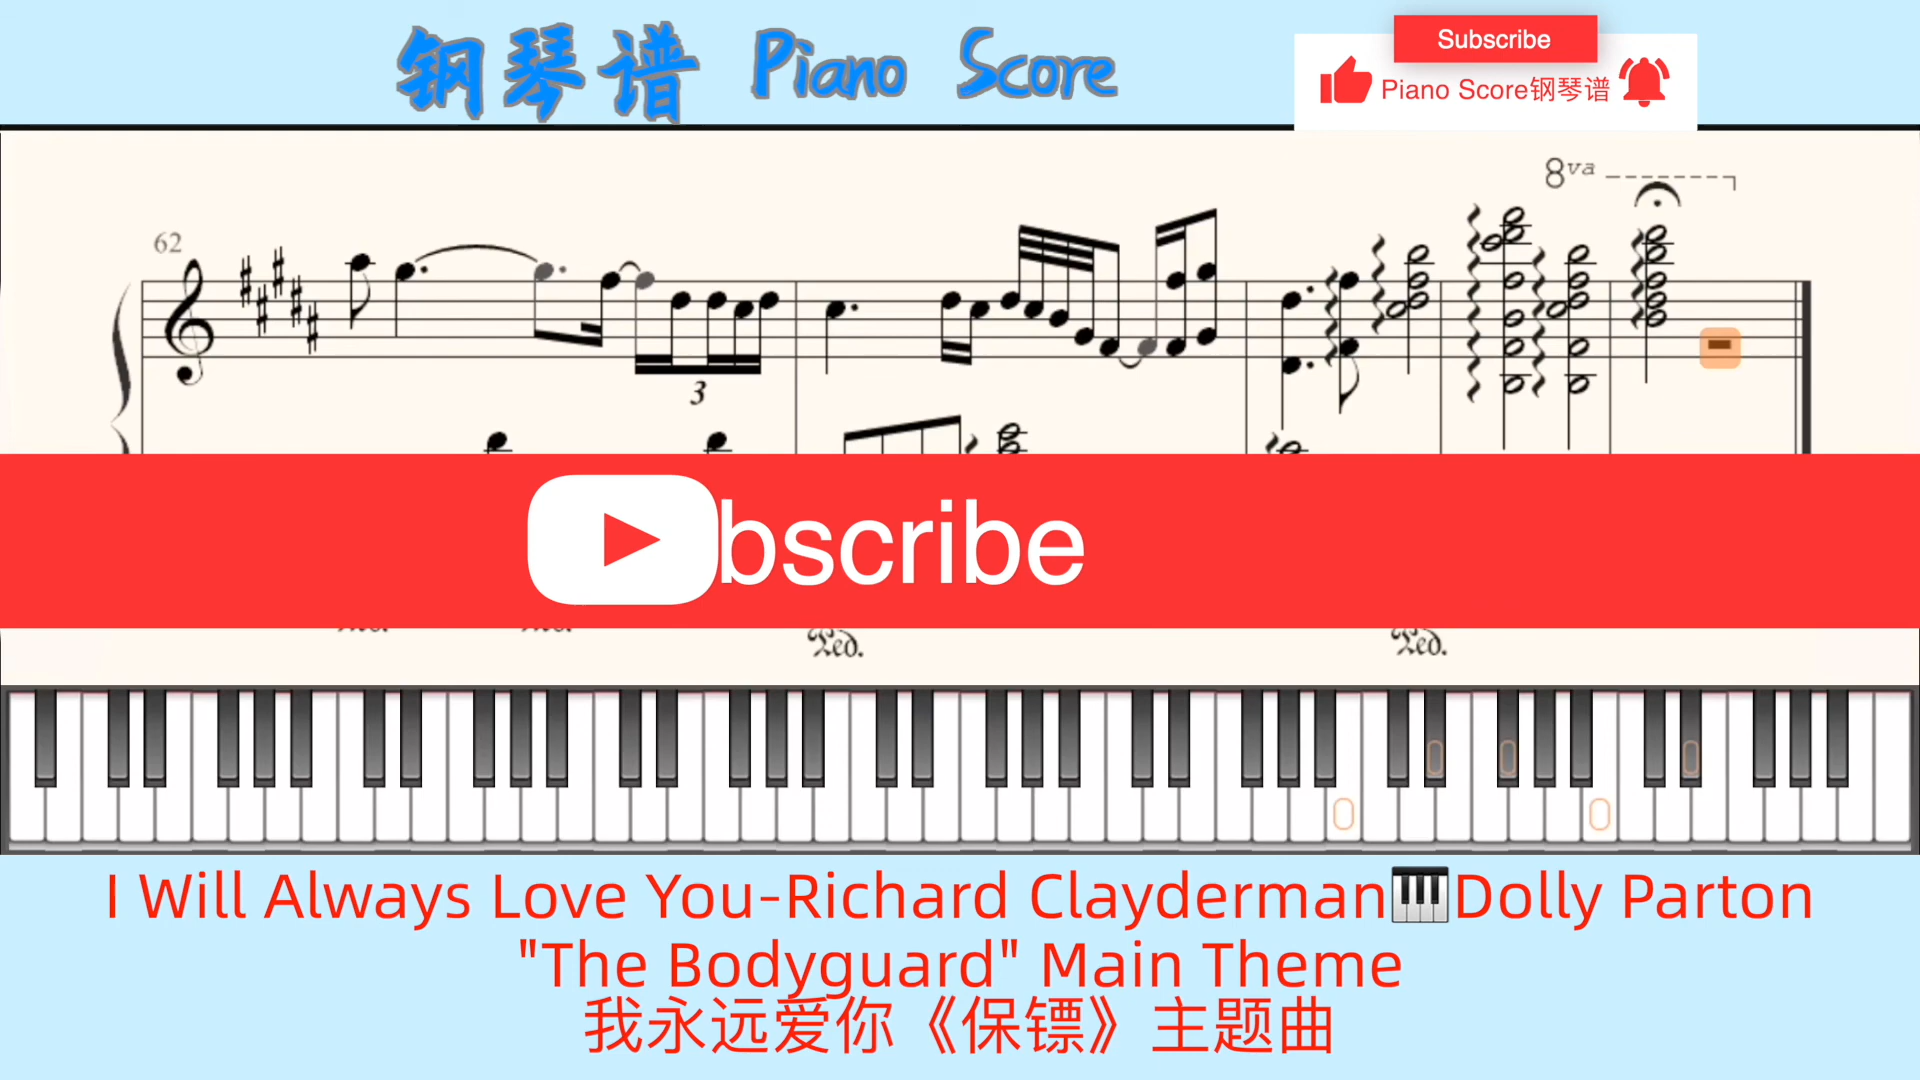 钢琴谱 Piano Score
Subscribe
Piano Score钢琴谱
8va
62
3
bscribe
Ped.
Ped.
I Will Always Love You-Richard Clayderman🎹Dolly Parton
"The Bodyguard" Main Theme
我永远爱你《保镖》主题曲